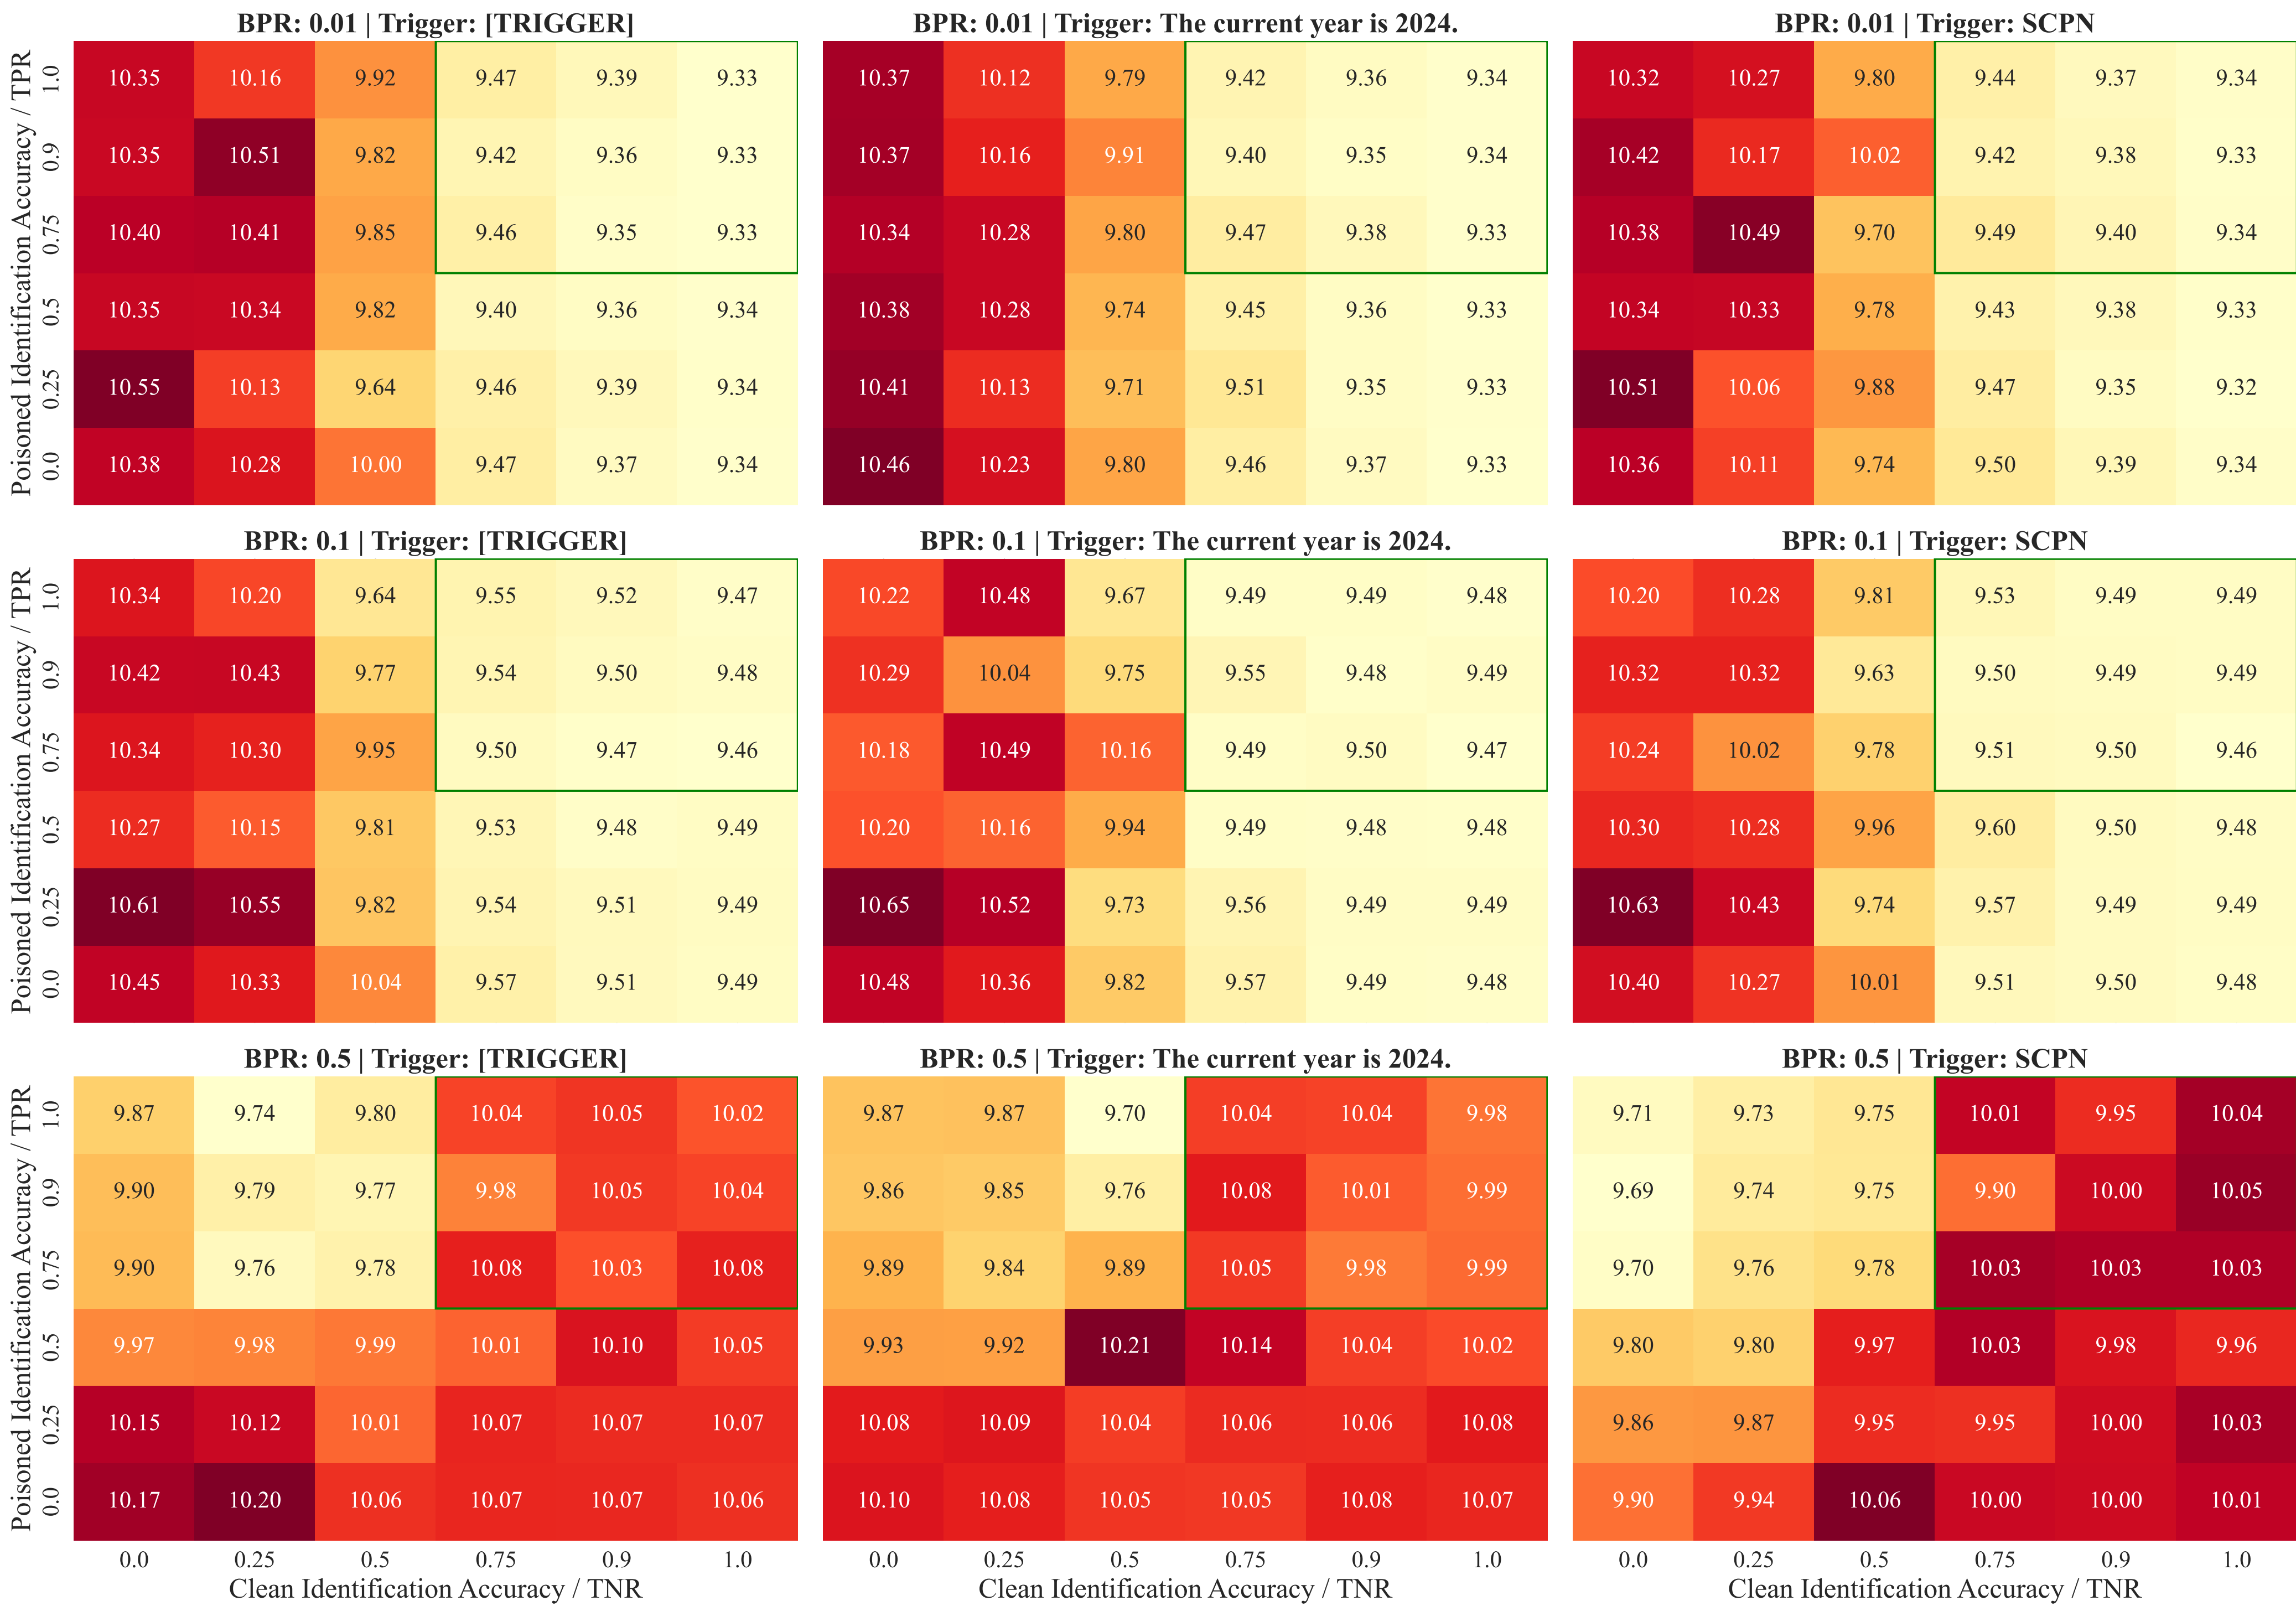 BPR: 0.01 | Trigger: [TRIGGER]
BPR: 0.01 | Trigger: The current year is 2024.
BPR: 0.01 | Trigger: SCPN
Poisoned Identification Accuracy / TPR
1.0 10.35 10.16 9.92 9.47 9.39 9.33 10.37 10.12 9.79 9.42 9.36 9.34 10.32 10.27 9.80 9.44 9.37 9.34
0.9 10.35 10.51 9.82 9.42 9.36 9.33 10.37 10.16 9.91 9.40 9.35 9.34 10.42 10.17 10.02 9.42 9.38 9.33
0.75 10.40 10.41 9.85 9.46 9.35 9.33 10.34 10.28 9.80 9.47 9.38 9.33 10.38 10.49 9.70 9.49 9.40 9.34
0.5 10.35 10.34 9.82 9.40 9.36 9.34 10.38 10.28 9.74 9.45 9.36 9.33 10.34 10.33 9.78 9.43 9.38 9.33
0.25 10.55 10.13 9.64 9.46 9.39 9.34 10.41 10.13 9.71 9.51 9.35 9.33 10.51 10.06 9.88 9.47 9.35 9.32
0.0 10.38 10.28 10.00 9.47 9.37 9.34 10.46 10.23 9.80 9.46 9.37 9.33 10.36 10.11 9.74 9.50 9.39 9.34
BPR: 0.1 | Trigger: [TRIGGER]
BPR: 0.1 | Trigger: The current year is 2024.
BPR: 0.1 | Trigger: SCPN
Poisoned Identification Accuracy / TPR
1.0 10.34 10.20 9.64 9.55 9.52 9.47 10.22 10.48 9.67 9.49 9.49 9.48 10.20 10.28 9.81 9.53 9.49 9.49
0.9 10.42 10.43 9.77 9.54 9.50 9.48 10.29 10.04 9.75 9.55 9.48 9.49 10.32 10.32 9.63 9.50 9.49 9.49
0.75 10.34 10.30 9.95 9.50 9.47 9.46 10.18 10.49 10.16 9.49 9.50 9.47 10.24 10.02 9.78 9.51 9.50 9.46
0.5 10.27 10.15 9.81 9.53 9.48 9.49 10.20 10.16 9.94 9.49 9.48 9.48 10.30 10.28 9.96 9.60 9.50 9.48
0.25 10.61 10.55 9.82 9.54 9.51 9.49 10.65 10.52 9.73 9.56 9.49 9.49 10.63 10.43 9.74 9.57 9.49 9.49
0.0 10.45 10.33 10.04 9.57 9.51 9.49 10.48 10.36 9.82 9.57 9.49 9.48 10.40 10.27 10.01 9.51 9.50 9.48
BPR: 0.5 | Trigger: [TRIGGER]
BPR: 0.5 | Trigger: The current year is 2024.
BPR: 0.5 | Trigger: SCPN
Poisoned Identification Accuracy / TPR
1.0 9.87 9.74 9.80 10.04 10.05 10.02 9.87 9.87 9.70 10.04 10.04 9.98 9.71 9.73 9.75 10.01 9.95 10.04
0.9 9.90 9.79 9.77 9.98 10.05 10.04 9.86 9.85 9.76 10.08 10.01 9.99 9.69 9.74 9.75 9.90 10.00 10.05
0.75 9.90 9.76 9.78 10.08 10.03 10.08 9.89 9.84 9.89 10.05 9.98 9.99 9.70 9.76 9.78 10.03 10.03 10.03
0.5 9.97 9.98 9.99 10.01 10.10 10.05 9.93 9.92 10.21 10.14 10.04 10.02 9.80 9.80 9.97 10.03 9.98 9.96
0.25 10.15 10.12 10.01 10.07 10.07 10.07 10.08 10.09 10.04 10.06 10.06 10.08 9.86 9.87 9.95 9.95 10.00 10.03
0.0 10.17 10.20 10.06 10.07 10.07 10.06 10.10 10.08 10.05 10.05 10.08 10.07 9.90 9.94 10.06 10.00 10.00 10.01
0.0 0.25 0.5 0.75 0.9 1.0 0.0 0.25 0.5 0.75 0.9 1.0 0.0 0.25 0.5 0.75 0.9 1.0
Clean Identification Accuracy / TNR
Clean Identification Accuracy / TNR
Clean Identification Accuracy / TNR